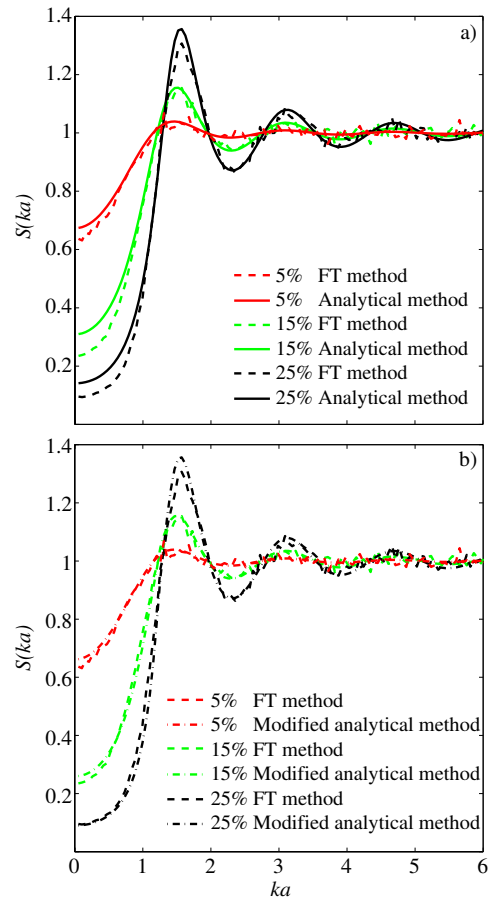 a)
1.4
1.2
1
0.8
0.6
0.4
0.2
S(ka)
5% FT method
5% Analytical method
15% FT method
15% Analytical method
25% FT method
25% Analytical method
b)
1.4
1.2
1
0.8
0.6
0.4
0.2
S(ka)
5% FT method
5% Modified analytical method
15% FT method
15% Modified analytical method
25% FT method
25% Modified analytical method
0 1 2 3 4 5 6
ka